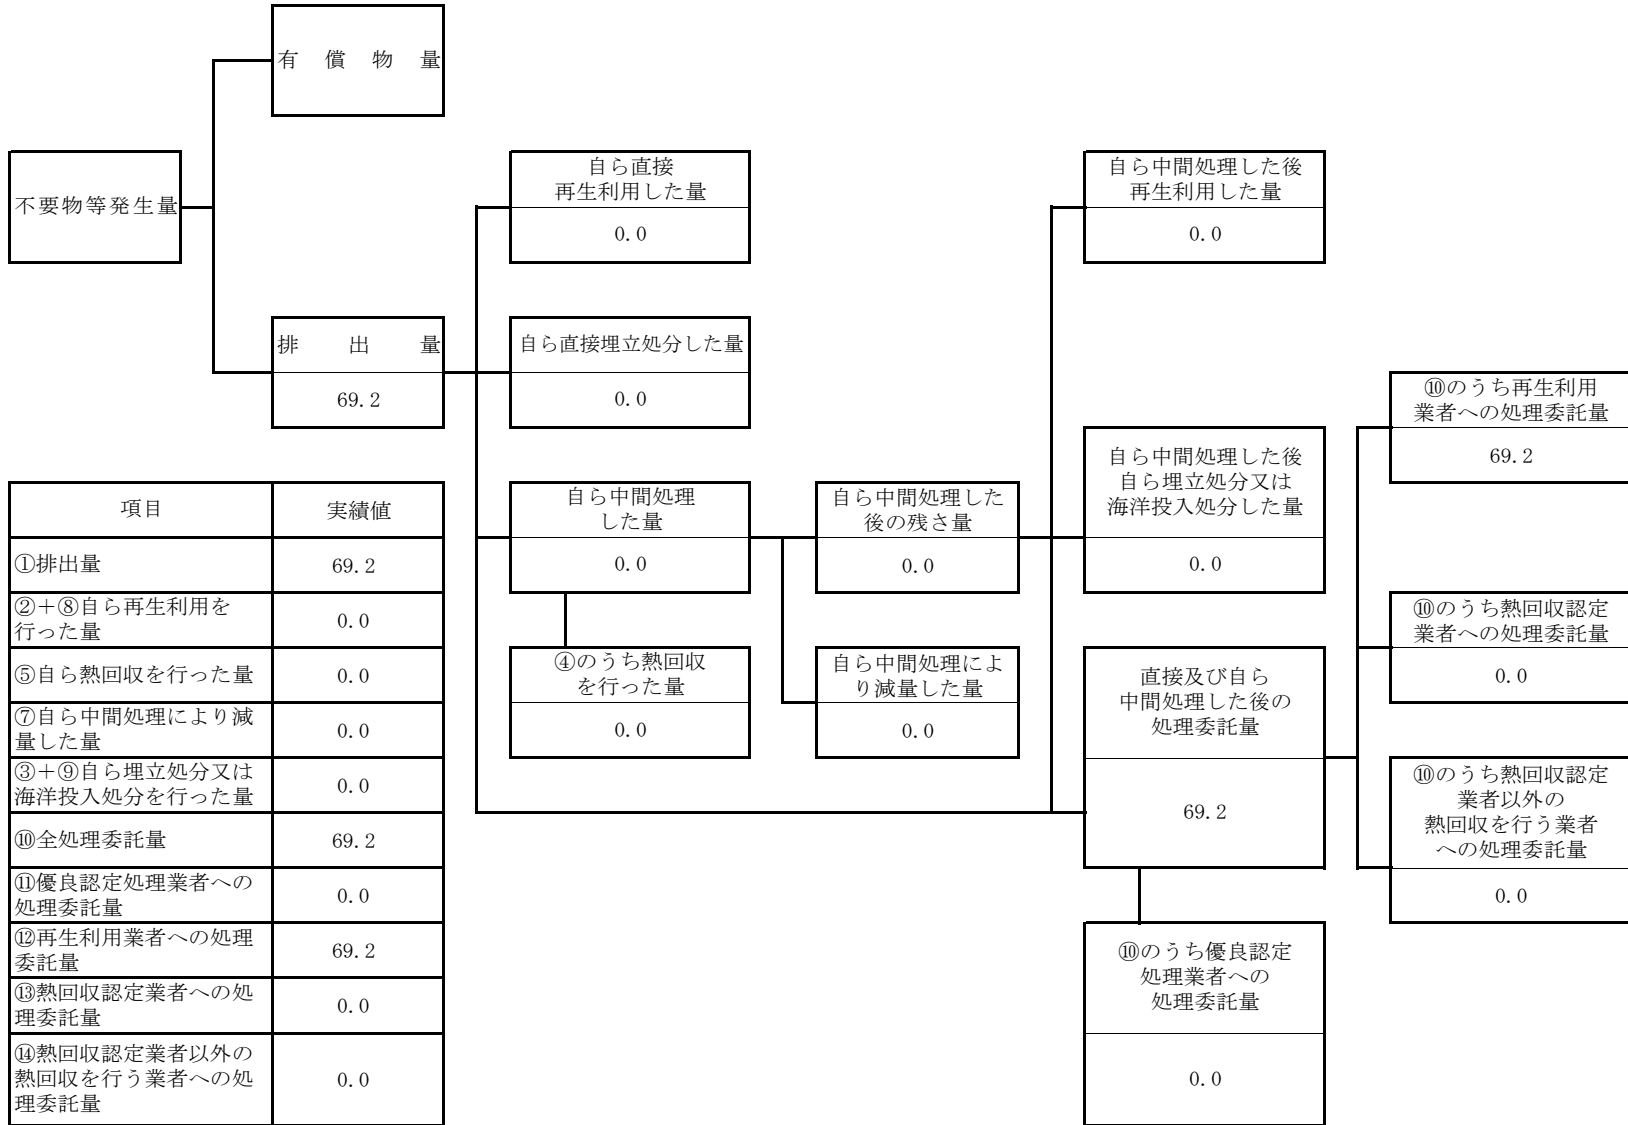 有償物量
不要物等発生量
排出量
69.2
自ら直接
再生利用した量
0.0
自ら直接埋立処分した量
0.0
自ら中間処理
した量
0.0
④のうち熱回収
を行った量
0.0
自ら中間処理した
後の残さ量
0.0
自ら中間処理によ
り減量した量
0.0
自ら中間処理した後
再生利用した量
0.0
自ら中間処理した後
自ら埋立処分又は
海洋投入処分した量
0.0
直接及び自ら
中間処理した後の
処理委託量
69.2
⑩のうち優良認定
処理業者への
処理委託量
0.0
⑩のうち再生利用
業者への処理委託量
69.2
⑩のうち熱回収認定
業者への処理委託量
0.0
⑩のうち熱回収認定
業者以外の
熱回収を行う業者
への処理委託量
0.0
項目 実績値
①排出量 69.2
②＋⑧自ら再生利用を
行った量 0.0
⑤自ら熱回収を行った量 0.0
⑦自ら中間処理により減
量した量 0.0
③＋⑨自ら埋立処分又は
海洋投入処分を行った量 0.0
⑩全処理委託量 69.2
⑪優良認定処理業者への
処理委託量 0.0
⑫再生利用業者への処理
委託量 69.2
⑬熱回収認定業者への処
理委託量 0.0
⑭熱回収認定業者以外の
熱回収を行う業者への処 0.0
理委託量